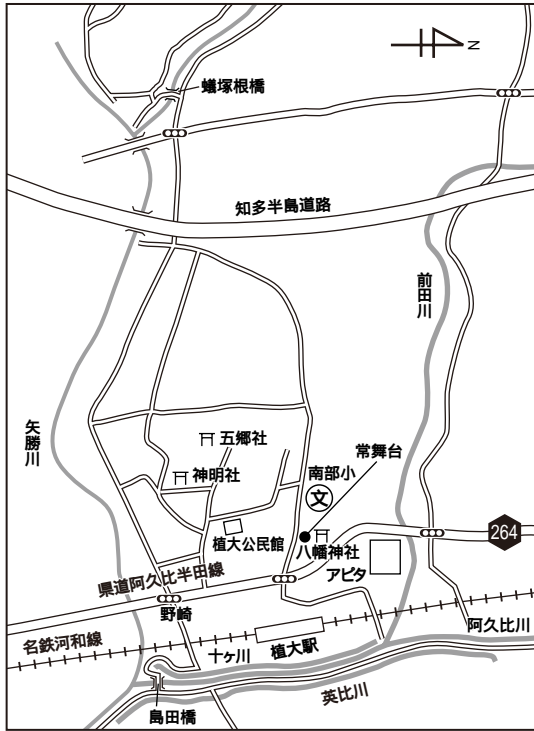 N
蟻塚根橋
知多半島道路
前田川
矢勝川
五郷社
神明社
常舞台
南部小
文
植大公民館
八幡神社
アピタ
264
県道阿久比半田線
野崎
名鉄河和線
阿久比川
十ヶ川
植大駅
英比川
島田橋